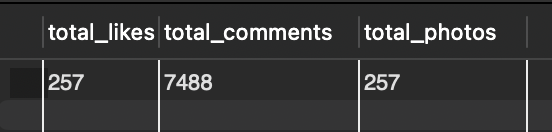 total_likes total_comments total_photos
257 7488 257